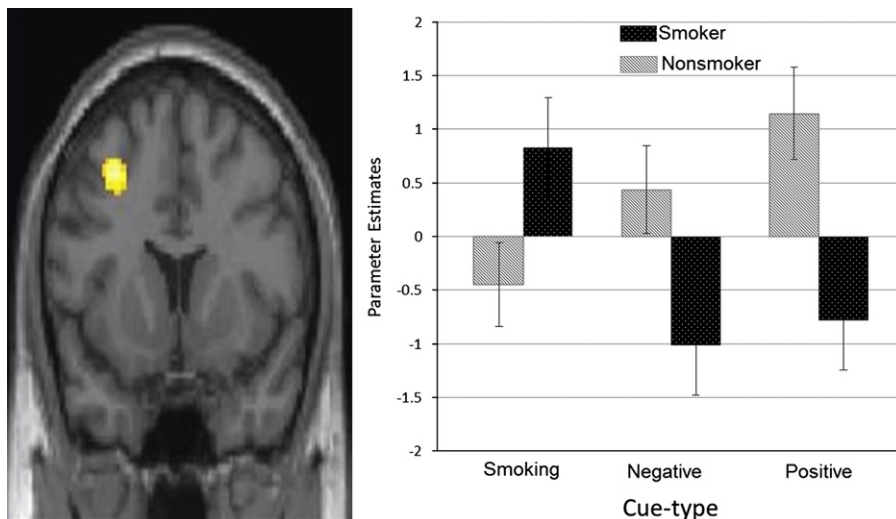 2
Smoker
1.5
Nonsmoker
1
0.5
0
-0.5
-1
-1.5
-2
Parameter Estimates
Smoking Negative Positive
Cue-type